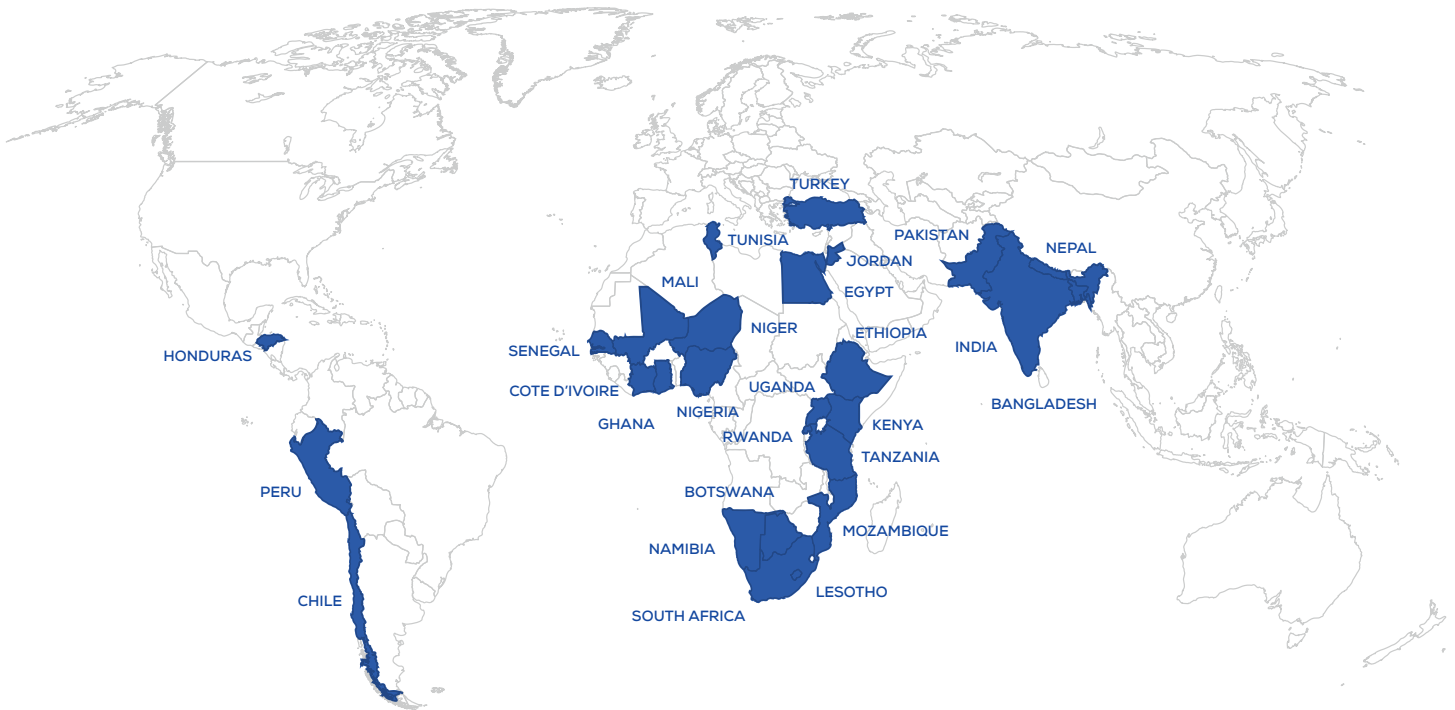 TURKEY
PAKISTAN
TUNISIA
NEPAL
JORDAN
MALI
EGYPT
NIGER
ETHIOPIA
INDIA
SENEGAL
HONDURAS
UGANDA
COTE D'IVOIRE
BANGLADESH
NIGERIA
GHANA
KENYA
RWANDA
TANZANIA
PERU
BOTSWANA
MOZAMBIQUE
NAMIBIA
LESOTHO
CHILE
SOUTH AFRICA